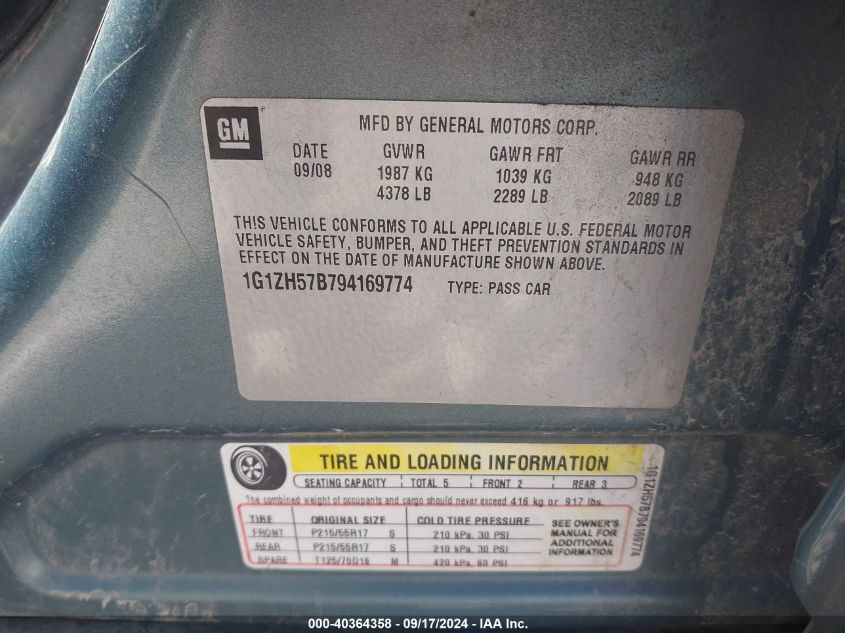 GM
MFD BY GENERAL MOTORS CORP.
DATE GVWR GAWR FRT GAWR RR
09/08 1987 KG 1039 KG 948 KG
4378 LB 2289 LB 2089 LB
THIS VEHICLE CONFORMS TO ALL APPLICABLE U.S. FEDERAL MOTOR
VEHICLE SAFETY, BUMPER, AND THEFT PREVENTION STANDARDS IN
EFFECT ON THE DATE OF MANUFACTURE SHOWN ABOVE.
1G1ZH57B794169774 TYPE: PASS CAR
TIRE AND LOADING INFORMATION
SEATING CAPACITY TOTAL 5 FRONT 2 REAR 3
The combined weight of occupants and cargo should never exceed 416 kg or 917 lbs.
TIRE ORIGINAL SIZE COLD TIRE PRESSURE
FRONT P215/55R17 S 210 kPa, 30 PSI
REAR P215/55R17 S 210 kPa, 30 PSI
SPARE T125/70D16 M 420 kPa, 60 PSI
SEE OWNER'S
MANUAL FOR
ADDITIONAL
INFORMATION
1G1ZH57B794169774
000-40364358 - 09/17/2024 - IAA Inc.